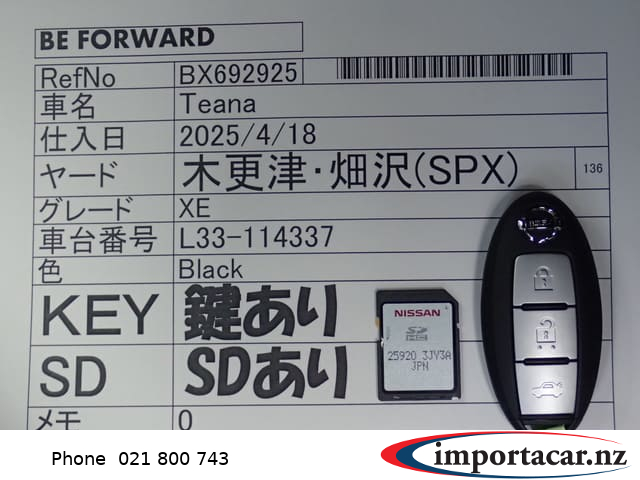 BE FORWARD
RefNo BX692925
車名 Teana
仕入日 2025/4/18
ヤード 木更津・畑沢(SPX) 136
グレード XE
車台番号 L33-114337
色 Black
KEY 鍵あり
SD SDあり
メモ 0
NISSAN
SD HC
25920 3JV3A
JPN
Phone 021 800 743
importacar.nz